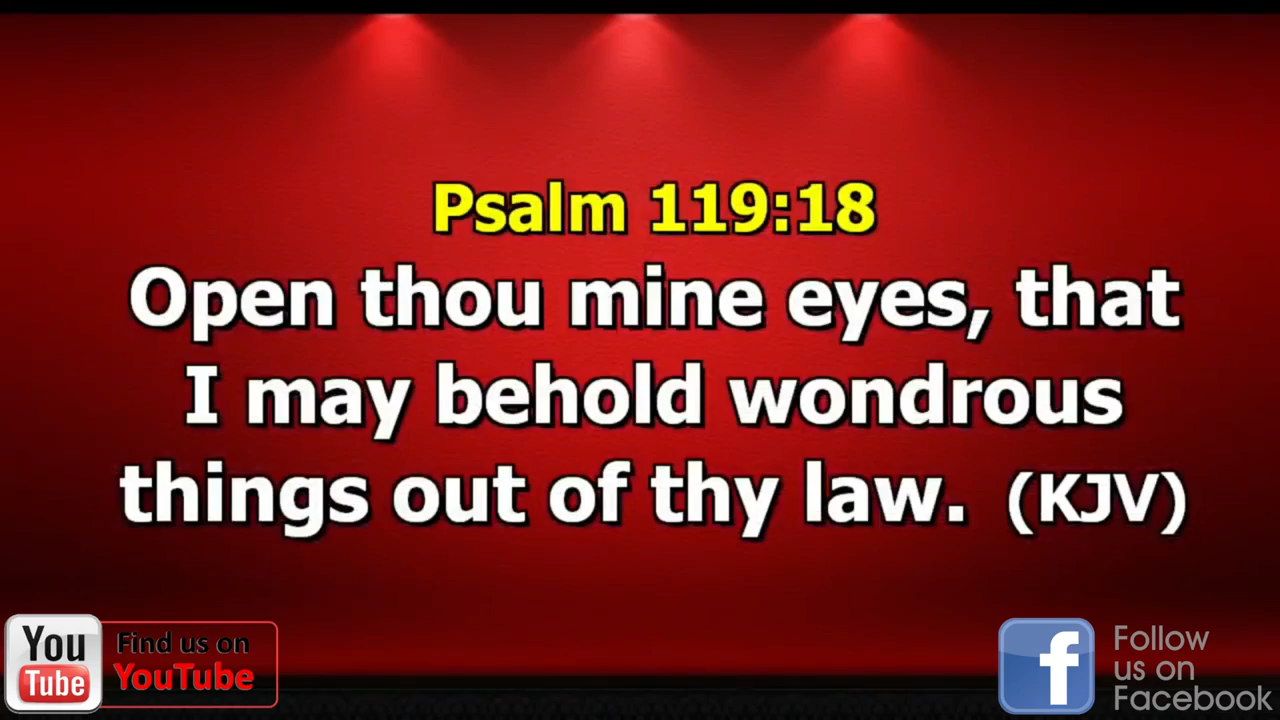 Psalm 119:18
Open thou mine eyes, that
I may behold wondrous
things out of thy law. (KJV)
You
Tube
Find us on
YouTube
f
Follow
us on
Facebook